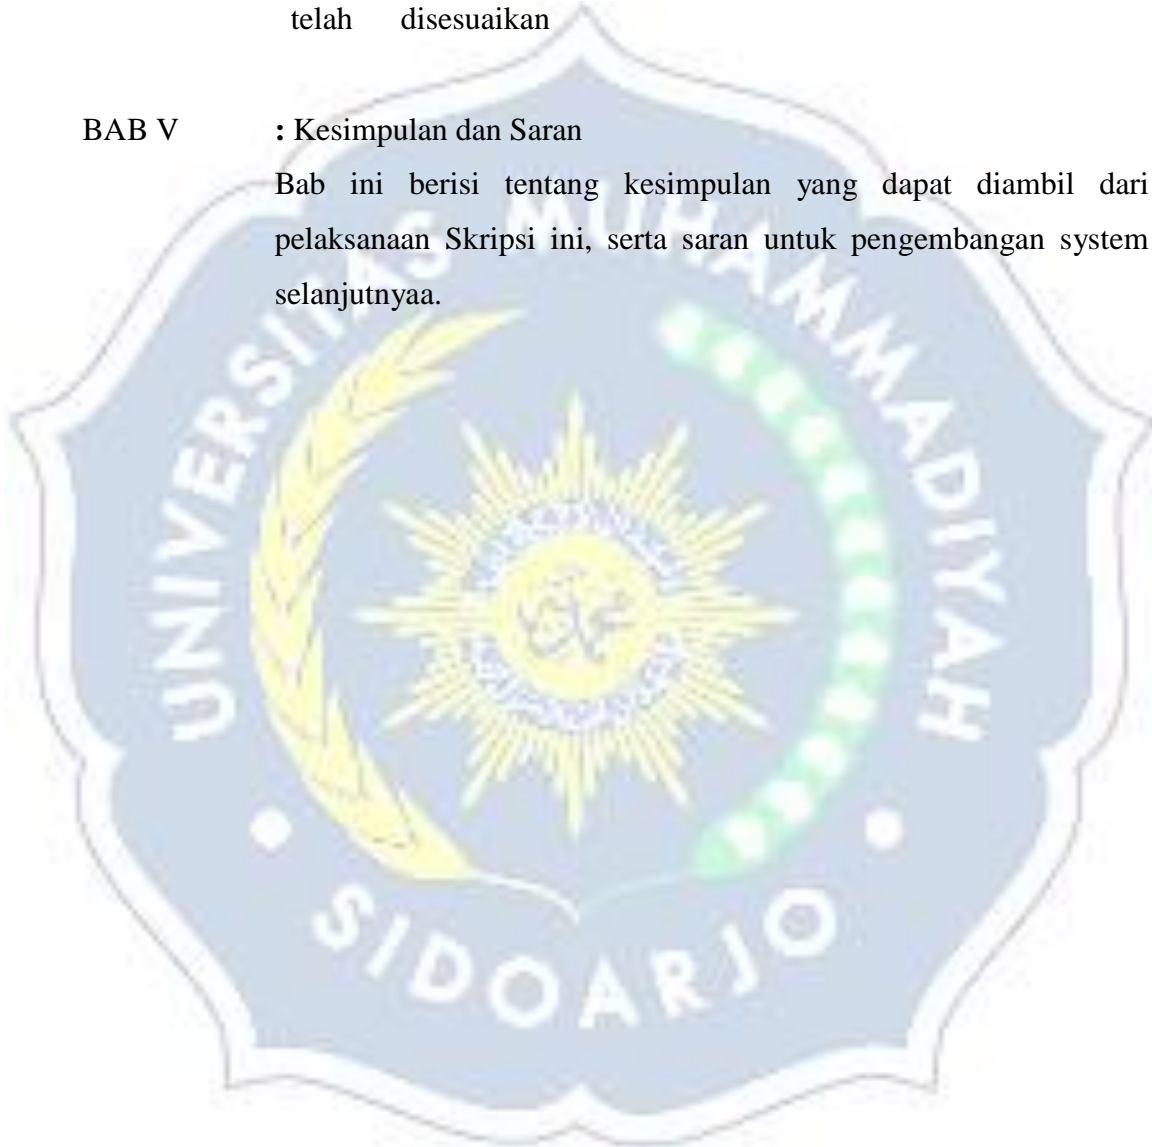 telah disesuaikan
BAB V : Kesimpulan dan Saran
Bab ini berisi tentang kesimpulan yang dapat diambil dari
pelaksanaan Skripsi ini, serta saran untuk pengembangan system
selanjutnyaa.
UNIVERSITAS MUHAMMADIYAH
SIDOARJO